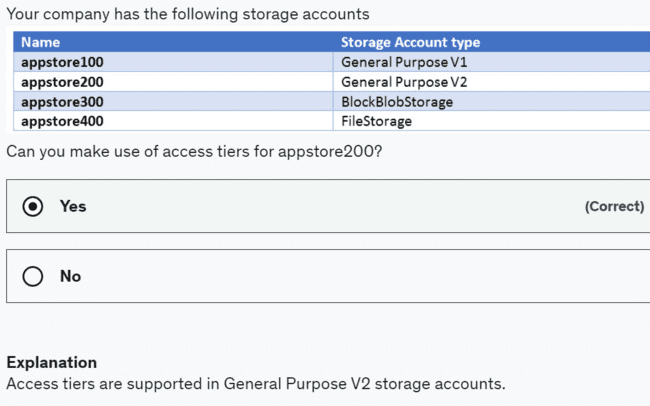 Your company has the following storage accounts
Name Storage Account type
appstore100 General Purpose V1
appstore200 General Purpose V2
appstore300 BlockBlobStorage
appstore400 FileStorage
Can you make use of access tiers for appstore200?
Yes (Correct)
No
Explanation
Access tiers are supported in General Purpose V2 storage accounts.